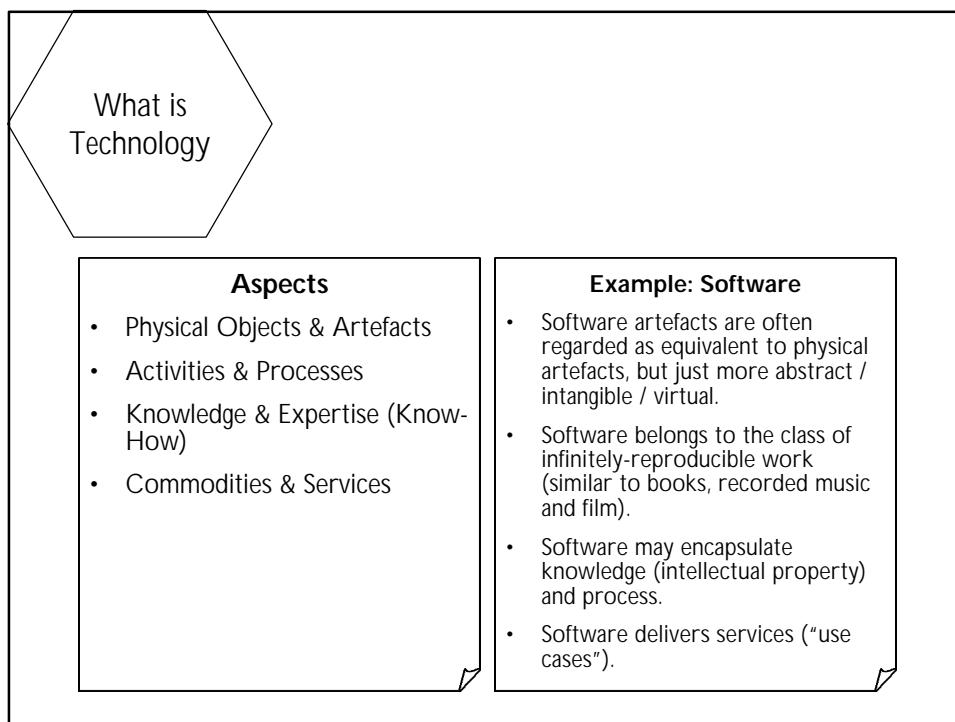 What is
Technology
Aspects
• Physical Objects & Artefacts
• Activities & Processes
• Knowledge & Expertise (Know-
How)
• Commodities & Services
Example: Software
• Software artefacts are often
regarded as equivalent to physical
artefacts, but just more abstract /
intangible / virtual.
• Software belongs to the class of
infinitely-reproducible work
(similar to books, recorded music
and film).
• Software may encapsulate
knowledge (intellectual property)
and process.
• Software delivers services (“use
cases”).